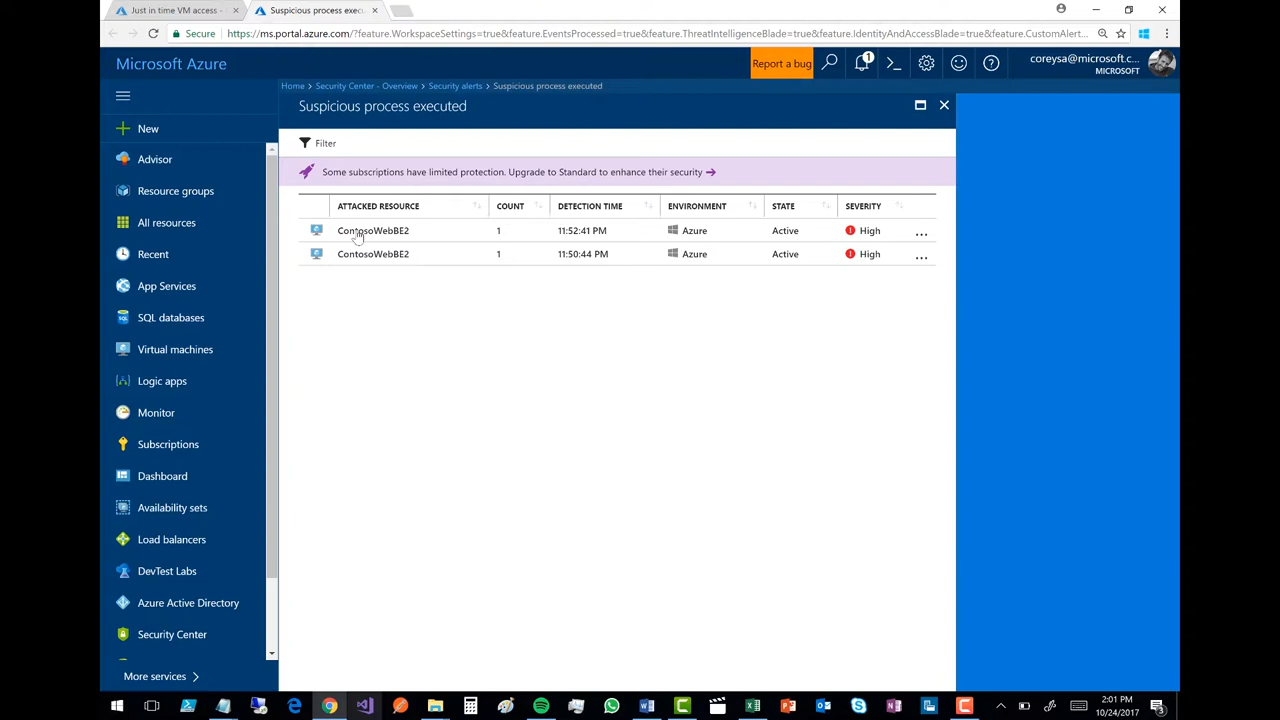 Just in time VM access -
Suspicious process exec
Secure
https://ms.portal.azure.com/?feature.WorkspaceSettings=true&feature.EventsProcessed=true&feature.ThreatIntelligenceBlade=true&feature.IdentityAndAccessBlade=true&feature.CustomAlert...
Microsoft Azure
Report a bug
1
coreysa@microsoft.c...
MICROSOFT
Home > Security Center - Overview > Security alerts > Suspicious process executed
Suspicious process executed
New
Filter
Advisor
Some subscriptions have limited protection. Upgrade to Standard to enhance their security →
Resource groups
ATTACKED RESOURCE COUNT DETECTION TIME ENVIRONMENT STATE SEVERITY
All resources
ContosoWebBE2 1 11:52:41 PM Azure Active High ...
Recent
ContosoWebBE2 1 11:50:44 PM Azure Active High ...
App Services
SQL databases
Virtual machines
Logic apps
Monitor
Subscriptions
Dashboard
Availability sets
Load balancers
DevTest Labs
Azure Active Directory
Security Center
More services >
2:01 PM
10/24/2017
3